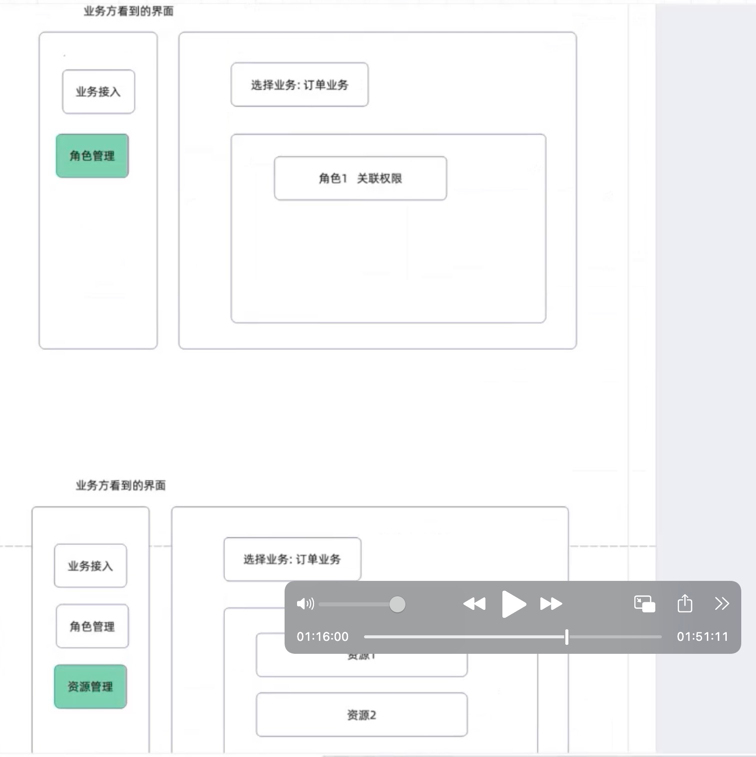 业务方看到的界面
业务接入
角色管理
选择业务: 订单业务
角色1 关联权限
业务方看到的界面
业务接入
角色管理
资源管理
选择业务: 订单业务
资源1
资源2
01:16:00
01:51:11